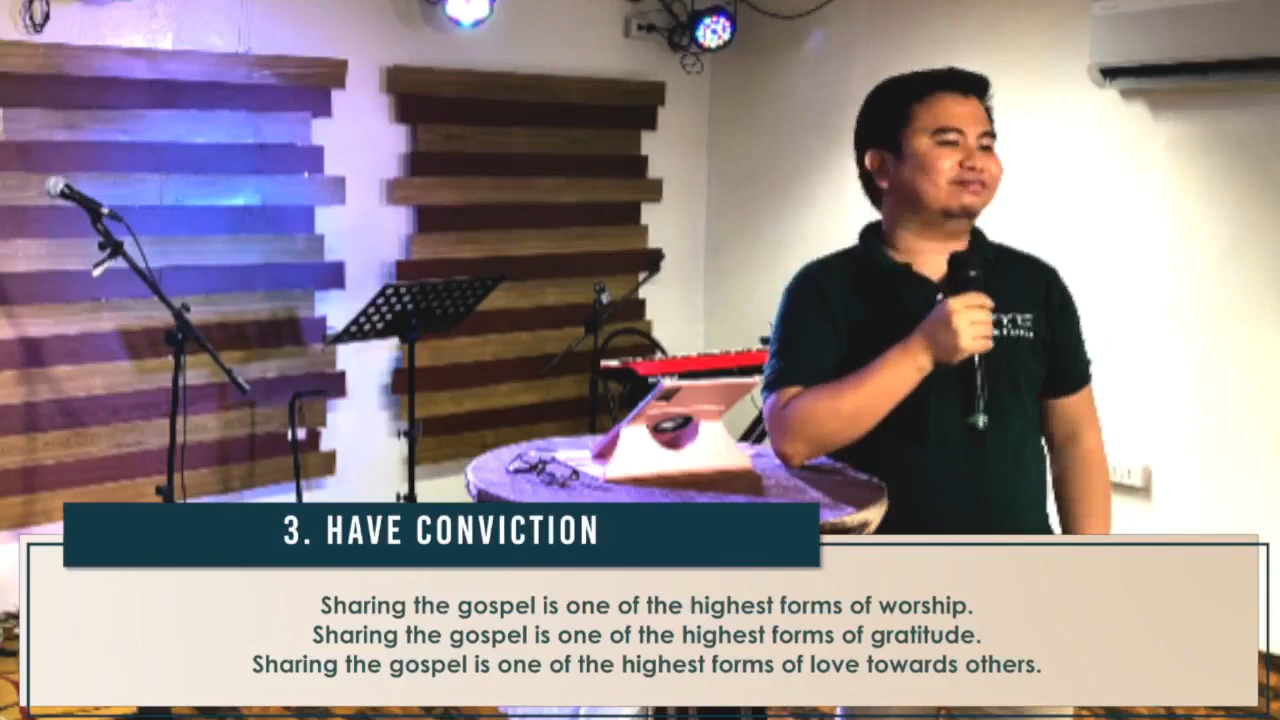 3. HAVE CONVICTION
Sharing the gospel is one of the highest forms of worship.
Sharing the gospel is one of the highest forms of gratitude.
Sharing the gospel is one of the highest forms of love towards others.